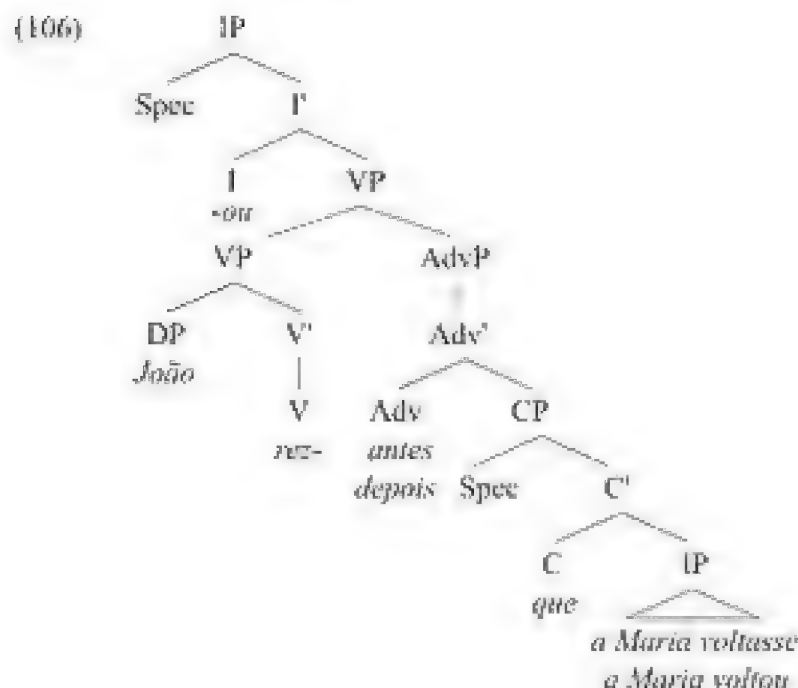 (106) IP
Spec I'
I VP
-ou
VP AdvP
DP V' Adv'
João
V Adv CP
rez- antes
depois Spec C'
C IP
que
a Maria voltasse
a Maria voltou